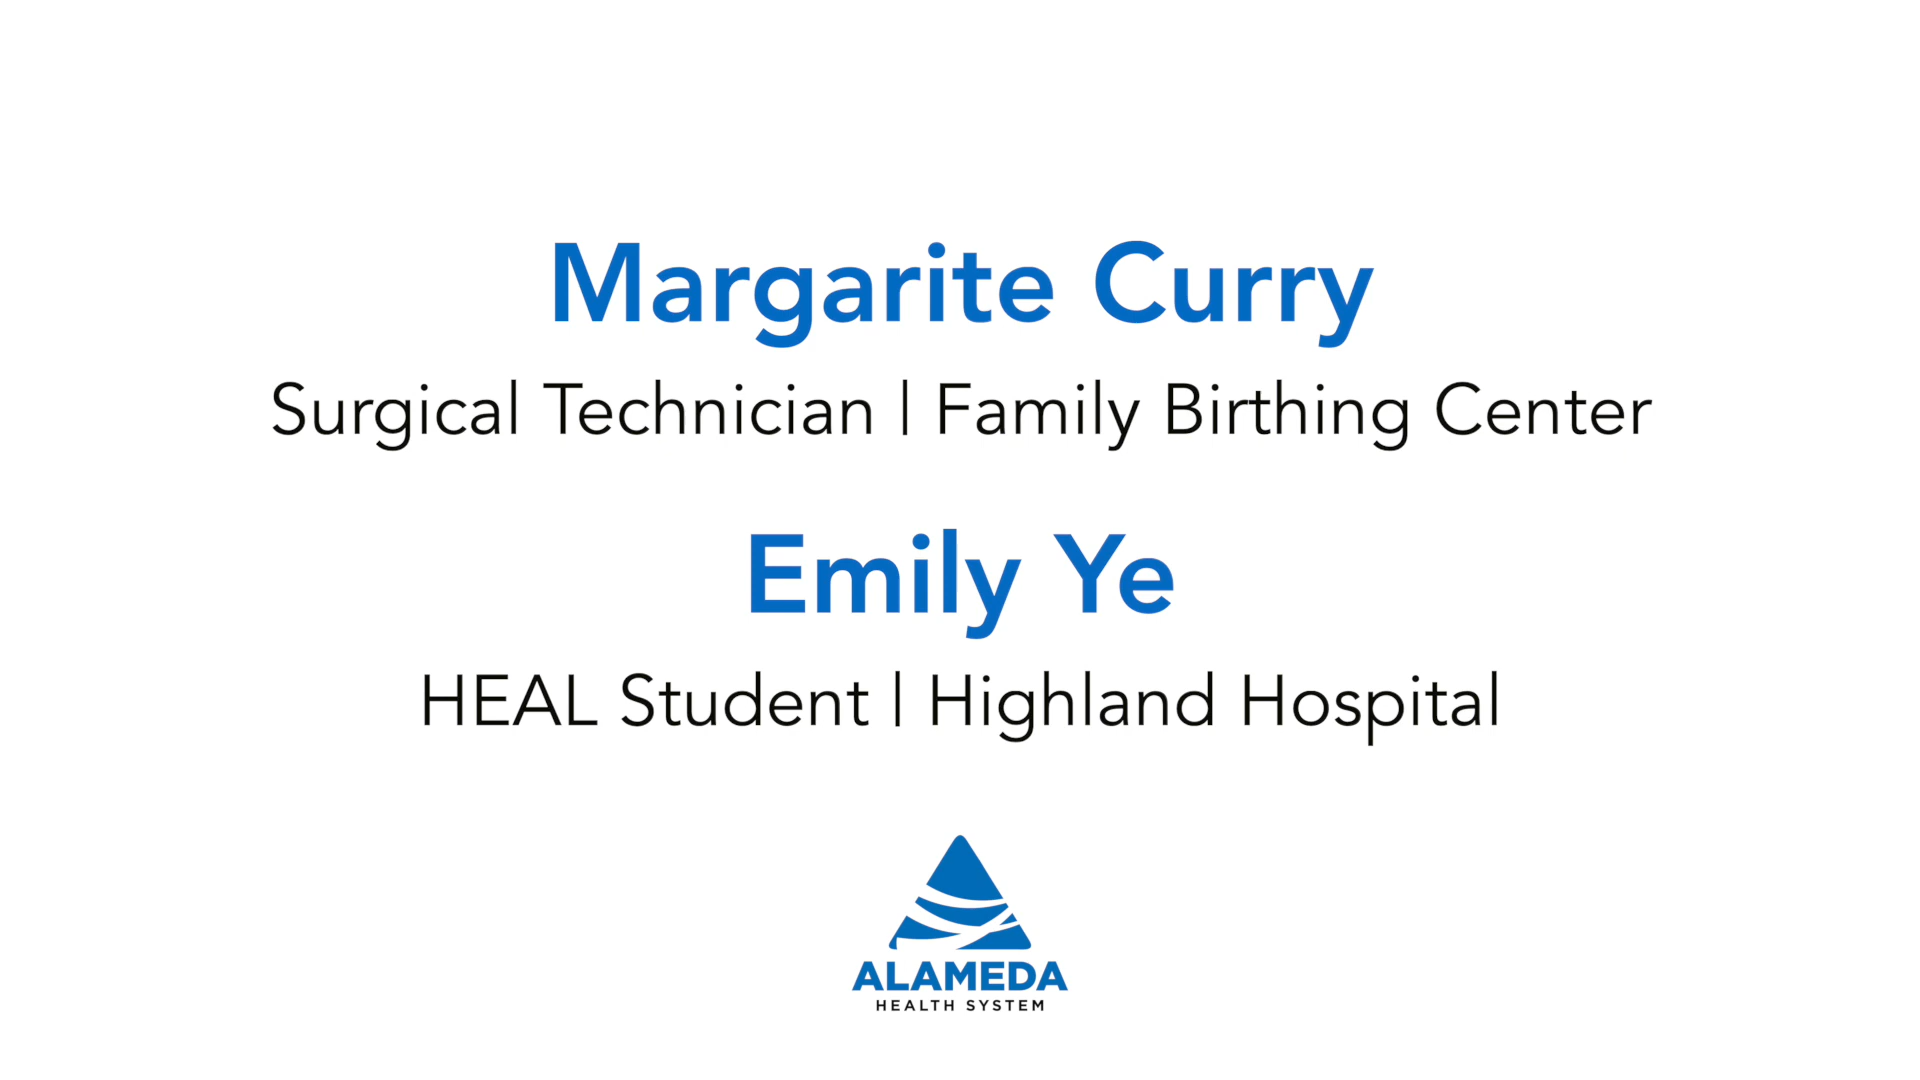 Margarite Curry
Surgical Technician | Family Birthing Center
Emily Ye
HEAL Student | Highland Hospital
ALAMEDA
HEALTH SYSTEM